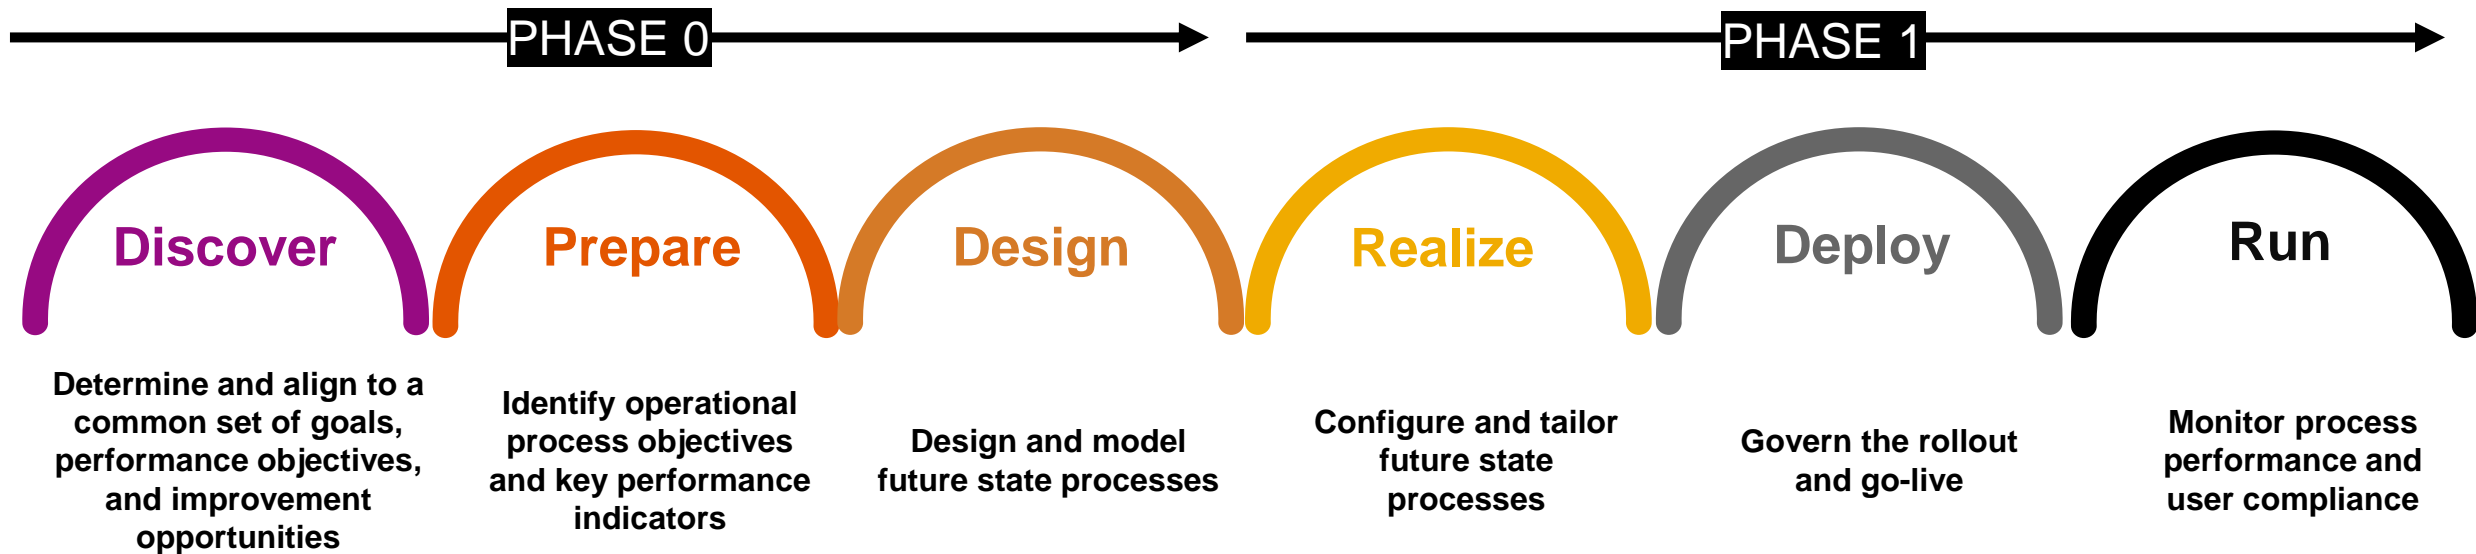 PHASE 0
PHASE 1
Discover
Prepare
Design
Realize
Deploy
Run
Determine and align to a
common set of goals,
performance objectives,
and improvement
opportunities
Identify operational
process objectives
and key performance
indicators
Design and model
future state processes
Configure and tailor
future state
processes
Govern the rollout
and go-live
Monitor process
performance and
user compliance